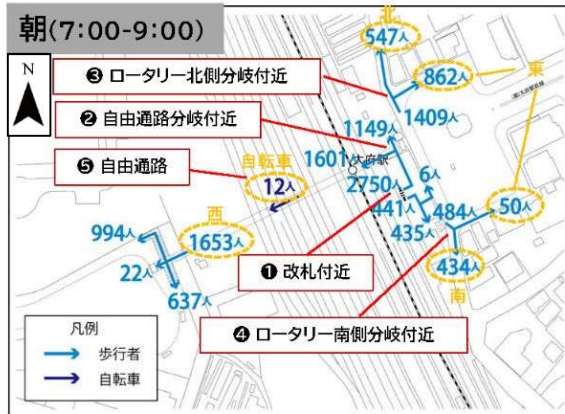 朝(7:00-9:00)
N
北
547人
862人
東
❸ ロータリー北側分岐付近
1409人
❷ 自由通路分岐付近
1149人
❺ 自由通路
自転車
1601人
大府駅
12人
2750人
6人
441人
484人
50人
西
435人
994人
1653人
❶ 改札付近
434人
南
22人
637人
❹ ロータリー南側分岐付近
凡例
歩行者
自転車